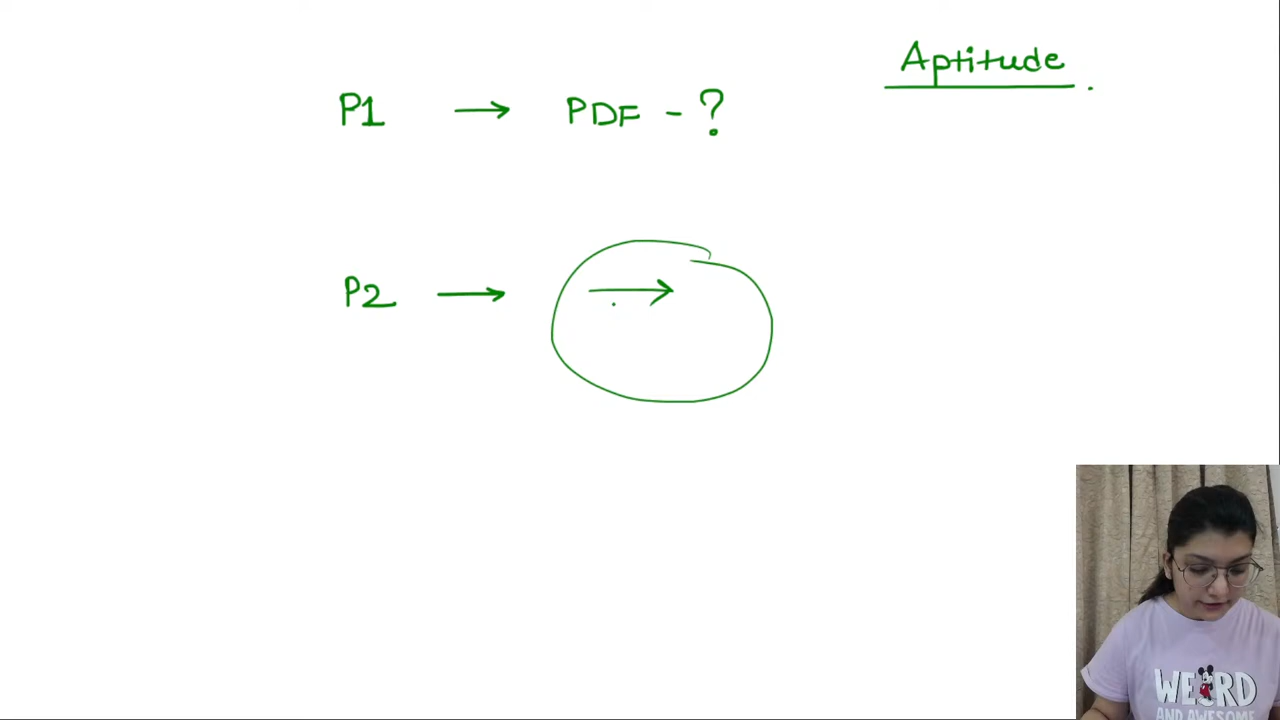 Aptitude.
P1 → PDF - ?
P2 → →
WEIRD
AND AWESOME